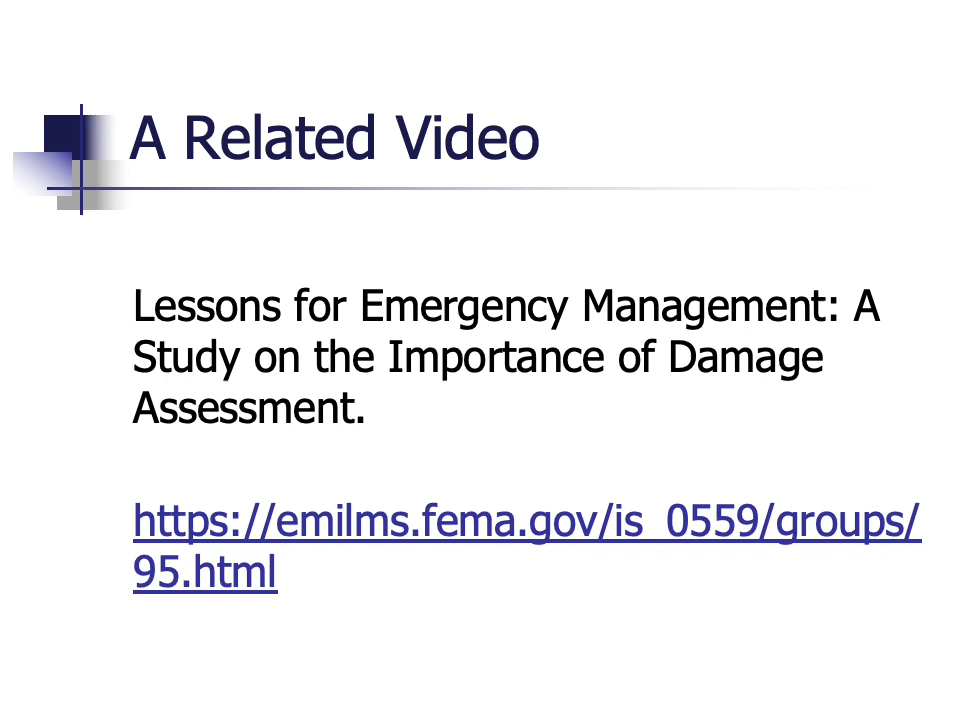 A Related Video
Lessons for Emergency Management: A
Study on the Importance of Damage
Assessment.
https://emilms.fema.gov/is_0559/groups/
95.html